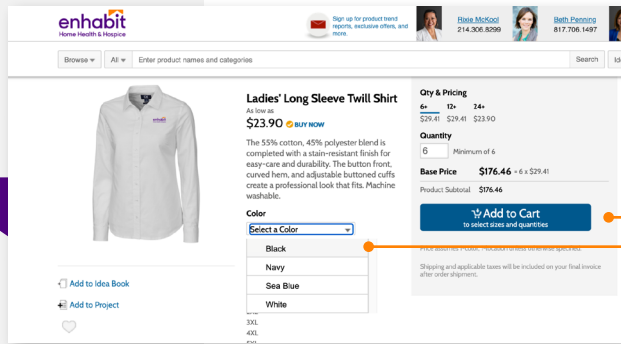 enhabit
Home Health & Hospice
Sign up for product trend
reports, exclusive offers, and
more.
Rixie McKool
214.306.8299
Beth Penning
817.706.1497
Browse
All
Enter product names and categories
Search
Ladies' Long Sleeve Twill Shirt
As low as
$23.90 BUY NOW
The 55% cotton, 45% polyester blend is
completed with a stain-resistant finish for
easy-care and durability. The button front,
curved hem, and adjustable buttoned cuffs
create a professional look that fits. Machine
washable.
Color
Select a Color
Black
Navy
Sea Blue
White
3XL
4XL
Add to Idea Book
Add to Project
Qty & Pricing
6+ 12+ 24+
$29.41 $29.41 $23.90
Quantity
6 Minimum of 6
Base Price $176.46 = 6 x $29.41
Product Subtotal $176.46
Add to Cart
to select sizes and quantities
Shipping and applicable taxes will be included on your final invoice
after order shipment.